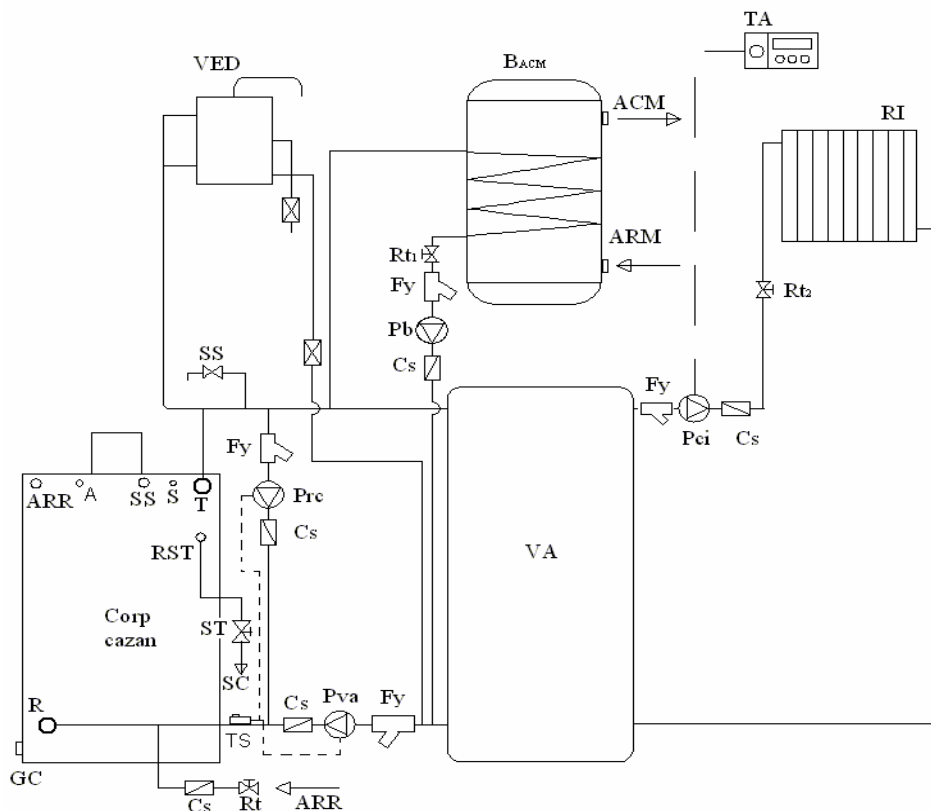 TA
VED
BACM
ACM
RI
ARM
Rt1
Fy
Rt2
Pb
SS
Cs
Fy
Pci
Cs
Fy
ARR
A
SS
S
T
Prc
Cs
RST
VA
Corp
cazan
ST
SC
R
Cs
Pva
Fy
TS
GC
Cs
Rt
ARR